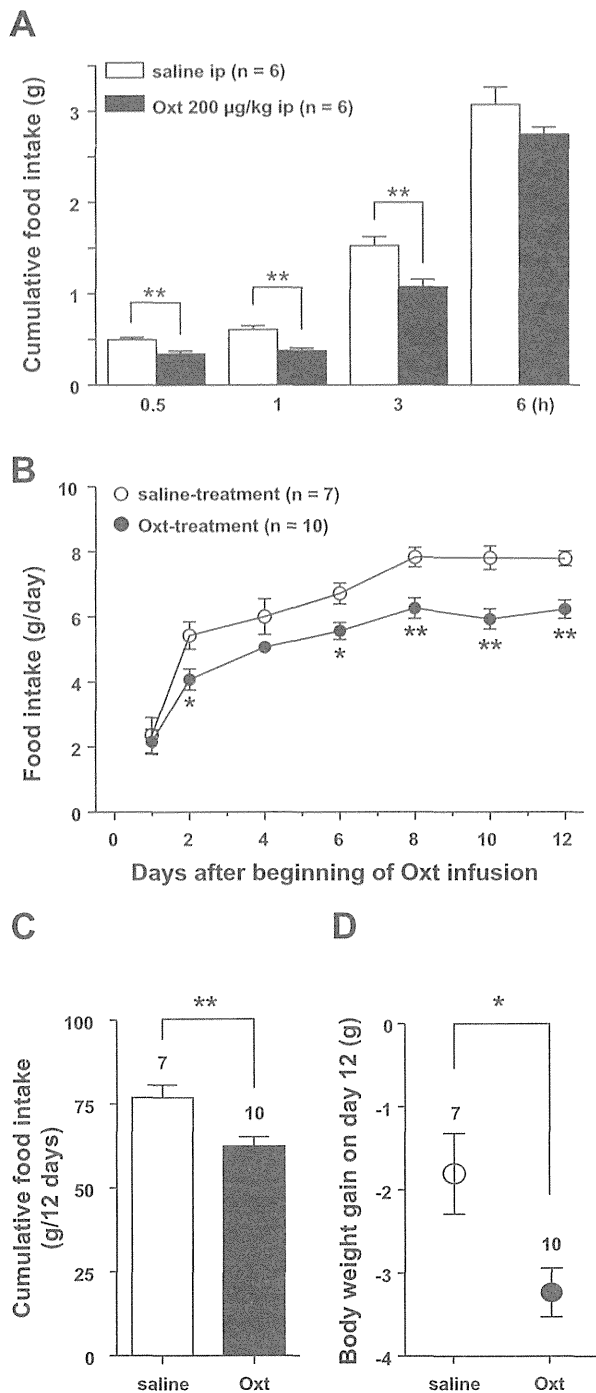 A
Cumulative food intake (g)
saline ip (n = 6)
Oxt 200 µg/kg ip (n = 6)
3
2
1
0
**
**
**
0.5 1 3 6 (h)
B
Food intake (g/day)
saline-treatment (n = 7)
Oxt-treatment (n = 10)
10
8
6
4
2
0
*
*
**
**
**
0 2 4 6 8 10 12
Days after beginning of Oxt infusion
C
Cumulative food intake
(g/12 days)
100
75
50
25
0
**
7
10
saline Oxt
D
Body weight gain on day 12 (g)
0
-1
-2
-3
-4
*
7
10
saline Oxt